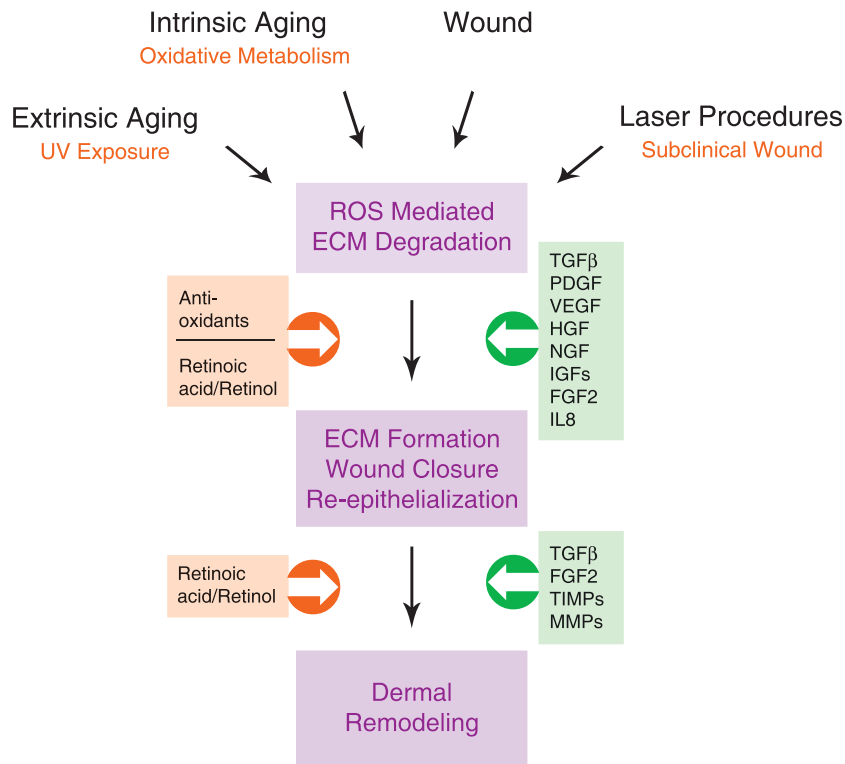 Intrinsic Aging
Oxidative Metabolism
Wound
Extrinsic Aging
UV Exposure
Laser Procedures
Subclinical Wound
ROS Mediated
ECM Degradation
Anti-
oxidants
Retinoic
acid/Retinol
TGFβ
PDGF
VEGF
HGF
NGF
IGFs
FGF2
IL8
ECM Formation
Wound Closure
Re-epithelialization
Retinoic
acid/Retinol
TGFβ
FGF2
TIMPs
MMPs
Dermal
Remodeling